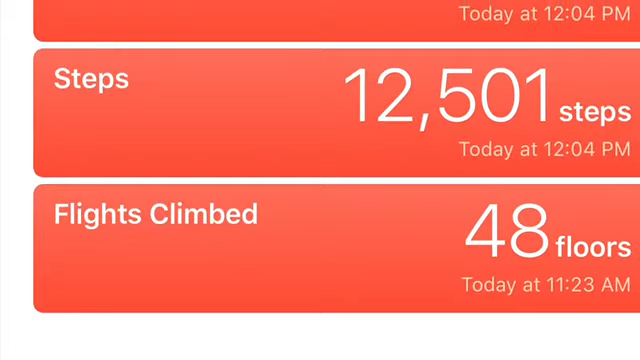 Today at 12:04 PM
Steps
12,501 steps
Today at 12:04 PM
Flights Climbed
48 floors
Today at 11:23 AM